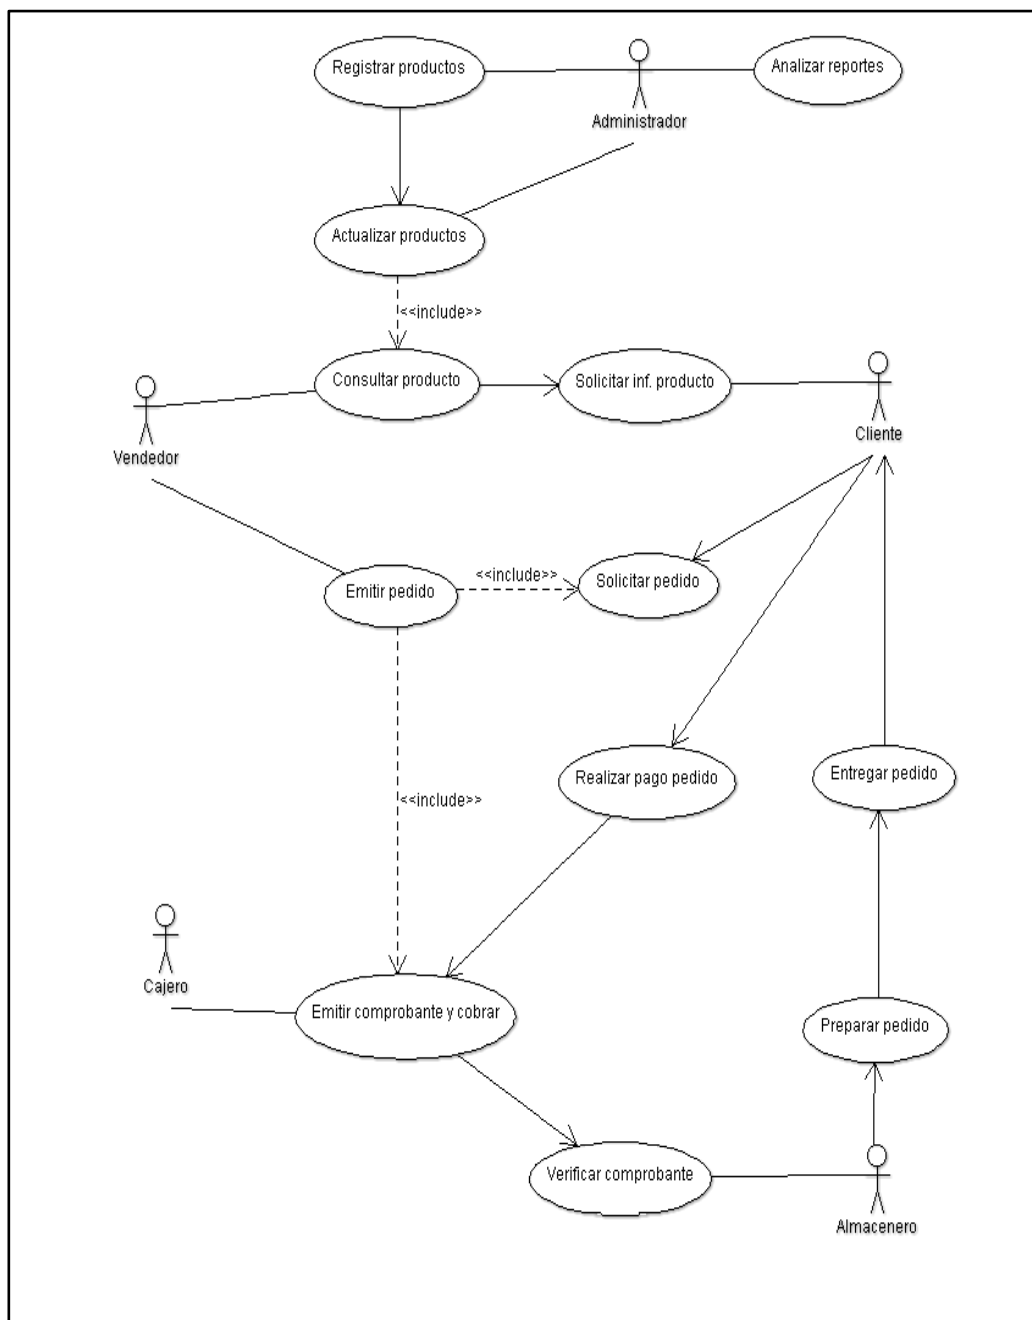 Registrar productos
Analizar reportes
Administrador
Actualizar productos
<<include>>
Consultar producto
Solicitar inf. producto
Cliente
Vendedor
<<include>>
Solicitar pedido
Emitir pedido
Realizar pago pedido
Entregar pedido
<<include>>
Cajero
Emitir comprobante y cobrar
Preparar pedido
Verificar comprobante
Almacenero